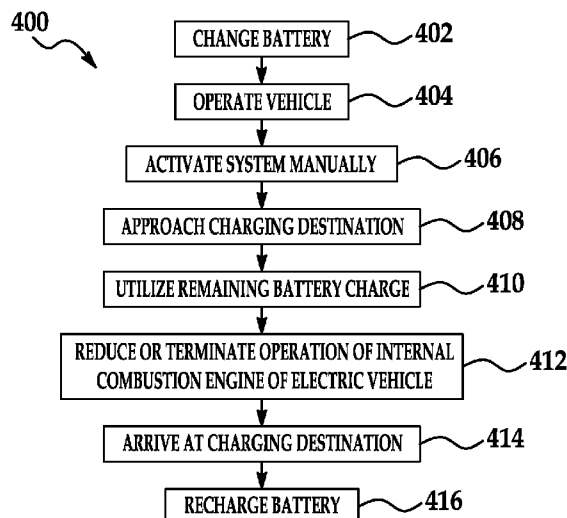 400
CHANGE BATTERY 402
OPERATE VEHICLE 404
ACTIVATE SYSTEM MANUALLY 406
APPROACH CHARGING DESTINATION 408
UTILIZE REMAINING BATTERY CHARGE 410
REDUCE OR TERMINATE OPERATION OF INTERNAL
COMBUSTION ENGINE OF ELECTRIC VEHICLE 412
ARRIVE AT CHARGING DESTINATION 414
RECHARGE BATTERY 416